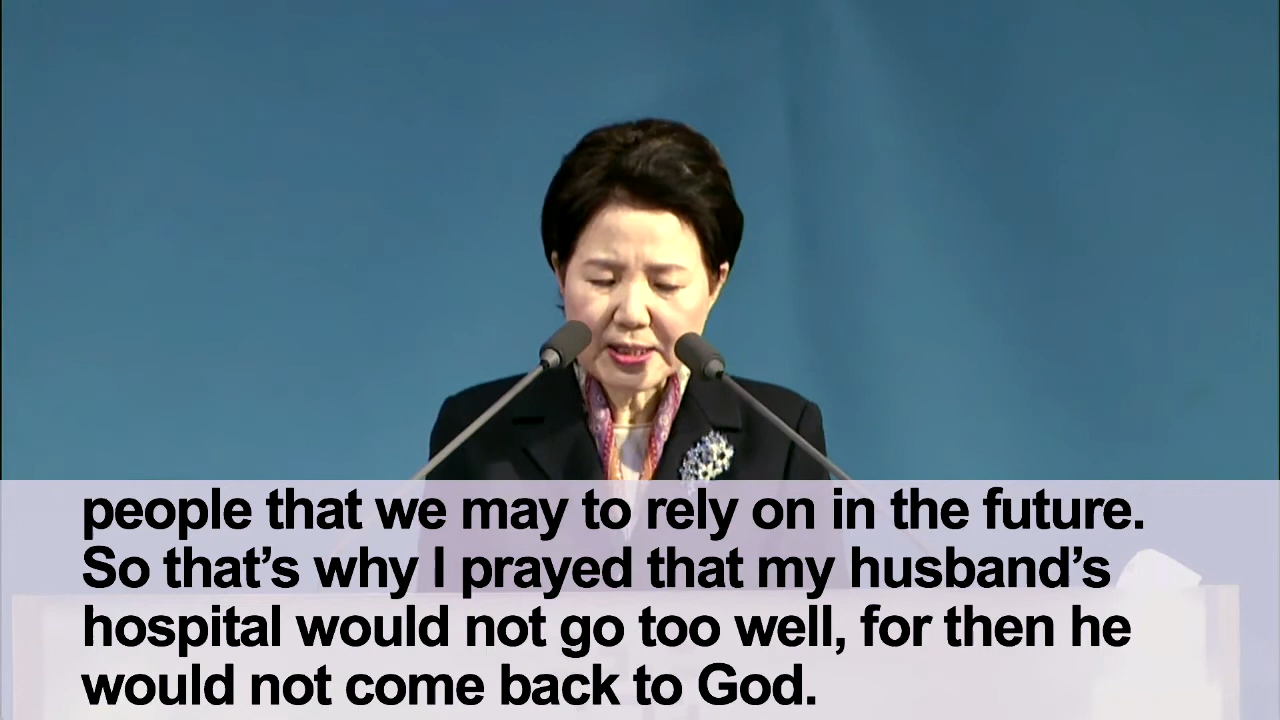 people that we may to rely on in the future.
So that’s why I prayed that my husband’s
hospital would not go too well, for then he
would not come back to God.